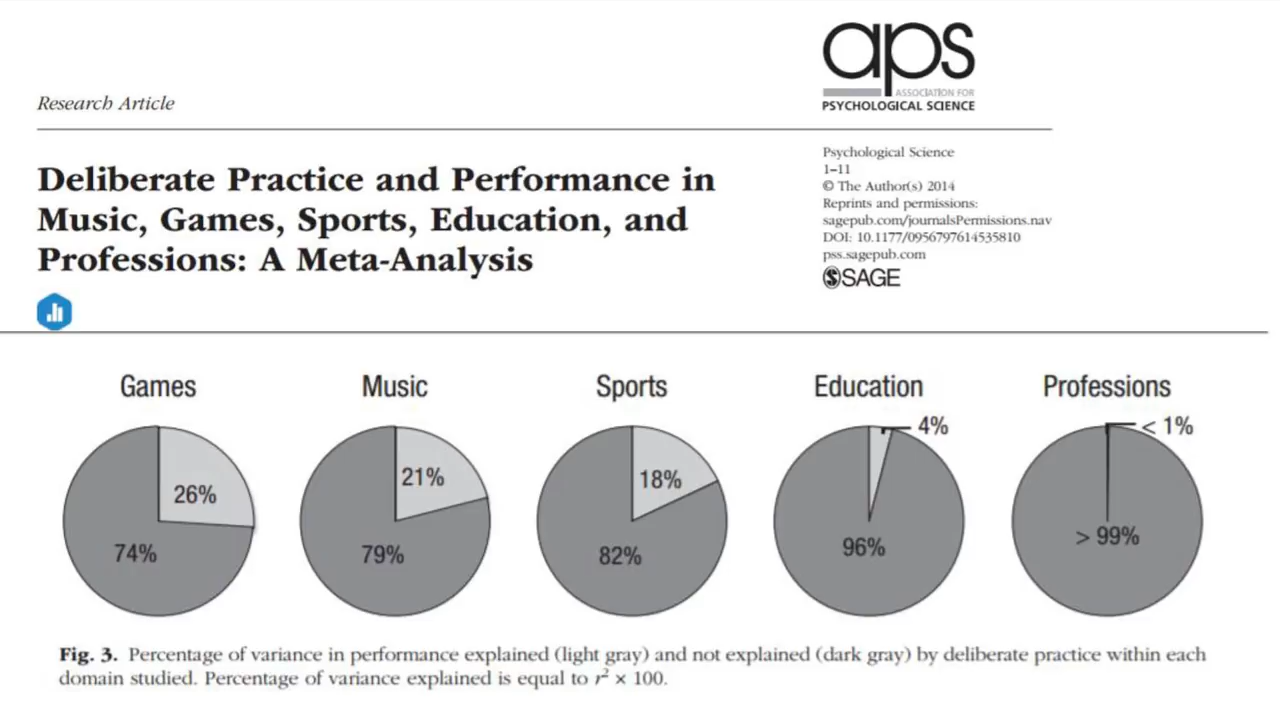 aps
ASSOCIATION FOR
PSYCHOLOGICAL SCIENCE
Research Article
Deliberate Practice and Performance in
Music, Games, Sports, Education, and
Professions: A Meta-Analysis
Psychological Science
1–11
© The Author(s) 2014
Reprints and permissions:
sagepub.com/journalsPermissions.nav
DOI: 10.1177/0956797614535810
pss.sagepub.com
SAGE
Games
26%
74%
Music
21%
79%
Sports
18%
82%
Education
4%
96%
Professions
< 1%
> 99%
Fig. 3. Percentage of variance in performance explained (light gray) and not explained (dark gray) by deliberate practice within each
domain studied. Percentage of variance explained is equal to r² × 100.